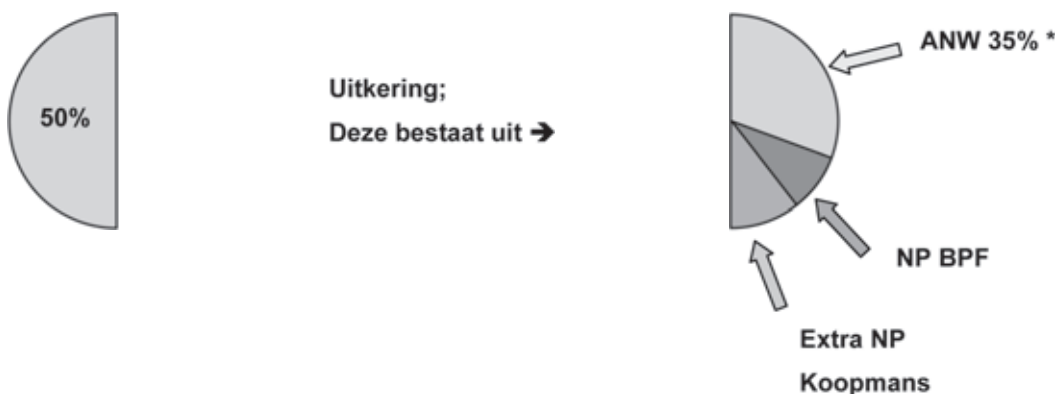 50%
Uitkering;
Deze bestaat uit ➔
ANW 35% *
NP BPF
Extra NP
Koopmans